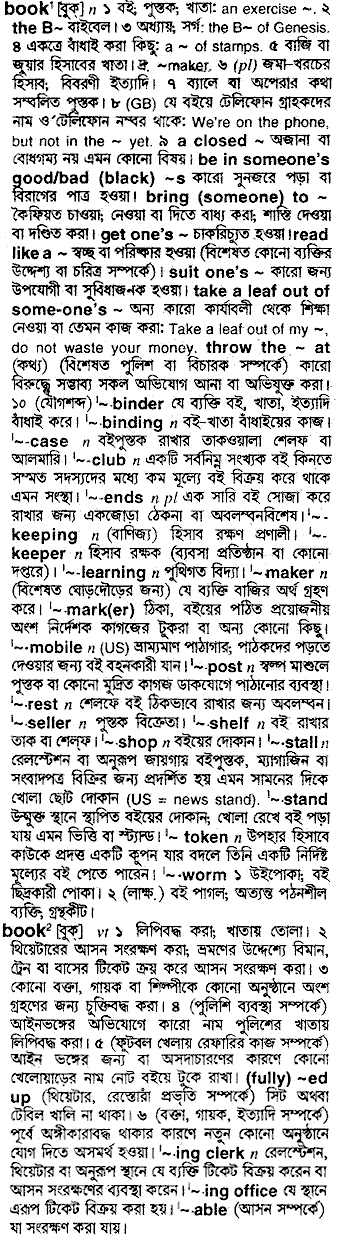 book¹ [বুক্] n ১ বই; পুস্তক; খাতা: an exercise ~. ২
the B~ বাইবেল। ৩ অধ্যায়; সর্গ: the B~ of Genesis.
৪ একত্রে বাঁধাই করা কিছু: a ~ of stamps. ৫ বাজি বা
জুয়ার হিসাবের খাতা। দ্র. ~maker. ৬ (pl) জমা-খরচের
হিসাব; বিবরণী ইত্যাদি। ৭ ব্যালে বা অপেরার কথা
সম্বলিত পুস্তক। ৮ (GB) যে বইয়ে টেলিফোন গ্রাহকদের
নাম ও টেলিফোন নম্বর থাকে: We're on the phone,
but not in the ~ yet. ৯ a closed ~ অজানা বা
বোধগম্য নয় এমন কোনো বিষয়। be in someone's
good/bad (black) ~s কারো সুনজরে পড়া বা
বিরাগের পাত্র হওয়া। bring (someone) to ~
কৈফিয়ত চাওয়া; নেওয়া বা দিতে বাধ্য করা; শাস্তি দেওয়া
বা দণ্ডিত করা। get one's ~ চাকরিচ্যুত হওয়া। read
like a ~ স্বচ্ছ বা পরিষ্কার হওয়া (বিশেষত কোনো ব্যক্তির
উদ্দেশ্য বা চরিত্র সম্পর্কে)। suit one's ~ কারো জন্য
উপযোগী বা সুবিধাজনক হওয়া। take a leaf out of
some-one's ~ অন্য কারো কার্যাবলী থেকে শিক্ষা
নেওয়া বা তেমন কাজ করা: Take a leaf out of my ~,
do not waste your money. throw the ~ at
(কথ্য) (বিশেষত পুলিশ বা বিচারক সম্পর্কে) কারো
বিরুদ্ধে সম্ভাব্য সকল অভিযোগ আনা বা অভিযুক্ত করা।
১০ (যৌগশব্দ) ˈ~binder যে ব্যক্তি বই, খাতা, ইত্যাদি
বাঁধাই করে। ˈ~binding n বই-খাতা বাঁধাইয়ের কাজ।
ˈ~-case n বইপুস্তক রাখার তাকওয়ালা শেলফ বা
আলমারি। ˈ~-club n একটি সর্বনিম্ন সংখ্যক বই কিনতে
সম্মত সদস্যদের মধ্যে কম মূল্যে বই বিক্রয় করে থাকে
এমন সংস্থা। ˈ~-ends n pl এক সারি বই সোজা করে
রাখার জন্য একজোড়া ঠেকনা বা অবলম্বনবিশেষ। ˈ~-
keeping n (বাণিজ্য) হিসাব রক্ষণ প্রণালী। ˈ~-
keeper n হিসাব রক্ষক (ব্যবসা প্রতিষ্ঠান বা কোনো
দপ্তরে)। ˈ~-learning n পুথিগত বিদ্যা। ˈ~-maker n
(বিশেষত ঘোড়দৌড়ের জন্য) যে ব্যক্তি বাজির অর্থ গ্রহণ
করে। ˈ~-mark(er) ঠিকা, বইয়ের পঠিত প্রয়োজনীয়
অংশ নির্দেশক কাগজের টুকরা বা অন্য কোনো কিছু।
ˈ~-mobile n (US) ভ্রাম্যমাণ পাঠাগার; পাঠকদের পড়তে
দেওয়ার জন্য বই বহনকারী যান। ˈ~-post n স্বল্প মাশুলে
পুস্তক বা কোনো মুদ্রিত কাগজ ডাকযোগে পাঠানোর ব্যবস্থা।
ˈ~-rest n শেলফে বই ঠিকভাবে রাখার জন্য অবলম্বন।
ˈ~-seller n পুস্তক বিক্রেতা। ˈ~-shelf n বই রাখার
তাক বা শেল্‌ফ। ˈ~-shop n বইয়ের দোকান। ˈ~-stall n
রেলস্টেশন বা অনুরূপ জায়গায় বইপুস্তক, ম্যাগাজিন বা
সংবাদপত্র বিক্রির জন্য প্রদর্শিত হয় এমন সামনের দিকে
খোলা ছোট দোকান (US = news stand). ˈ~-stand
উন্মুক্ত স্থানে স্থাপিত বইয়ের দোকান; খোলা রেখে বই পড়া
যায় এমন ভিত্তি বা স্ট্যান্ড। ˈ~ token n উপহার হিসাবে
কাউকে প্রদত্ত একটি কুপন যার বদলে তিনি একটি নির্দিষ্ট
মূল্যের বই পেতে পারেন। ˈ~-worm ১ উইপোকা; বই
ছিদ্রকারী পোকা। ২ (লাক্ষ.) বই পাগল; অত্যন্ত পঠনশীল
ব্যক্তি; গ্রন্থকীট।
book² [বুক্] vt ১ লিপিবদ্ধ করা; খাতায় তোলা। ২
থিয়েটারের আসন সংরক্ষণ করা; ভ্রমণের উদ্দেশ্যে বিমান,
ট্রেন বা বাসের টিকেট ক্রয় করে আসন সংরক্ষণ করা। ৩
কোনো বক্তা, গায়ক বা শিল্পীকে কোনো অনুষ্ঠানে অংশ
গ্রহণের জন্য চুক্তিবদ্ধ করা। ৪ (পুলিশি ব্যবস্থা সম্পর্কে)
আইনভঙ্গের অভিযোগে কারো নাম পুলিশের খাতায়
লিপিবদ্ধ করা। ৫ (ফুটবল খেলায় রেফারির কাজ সম্পর্কে)
আইন ভঙ্গের জন্য বা অসদাচারণের কারণে কোনো
খেলোয়াড়ের নাম নোট বইয়ে টুকে রাখা। (fully) ~ed
up (থিয়েটার, রেস্তোরাঁ প্রভৃতি সম্পর্কে) সিট অথবা
টেবিল খালি না থাকা। ৬ (বক্তা, গায়ক, ইত্যাদি সম্পর্কে)
পূর্বে অঙ্গীকারাবদ্ধ থাকার কারণে নতুন কোনো অনুষ্ঠানে
যোগ দিতে অসমর্থ হওয়া। ˈ~ing clerk n রেলস্টেশন,
থিয়েটার বা অনুরূপ স্থানে যে ব্যক্তি টিকেট বিক্রয় করেন বা
আসন সংরক্ষণের ব্যবস্থা করেন। ˈ~ing office যে স্থানে
এরূপ টিকেট বিক্রয় করা হয়। ˈ~able (আসন সম্পর্কে)
যা সংরক্ষণ করা যায়।